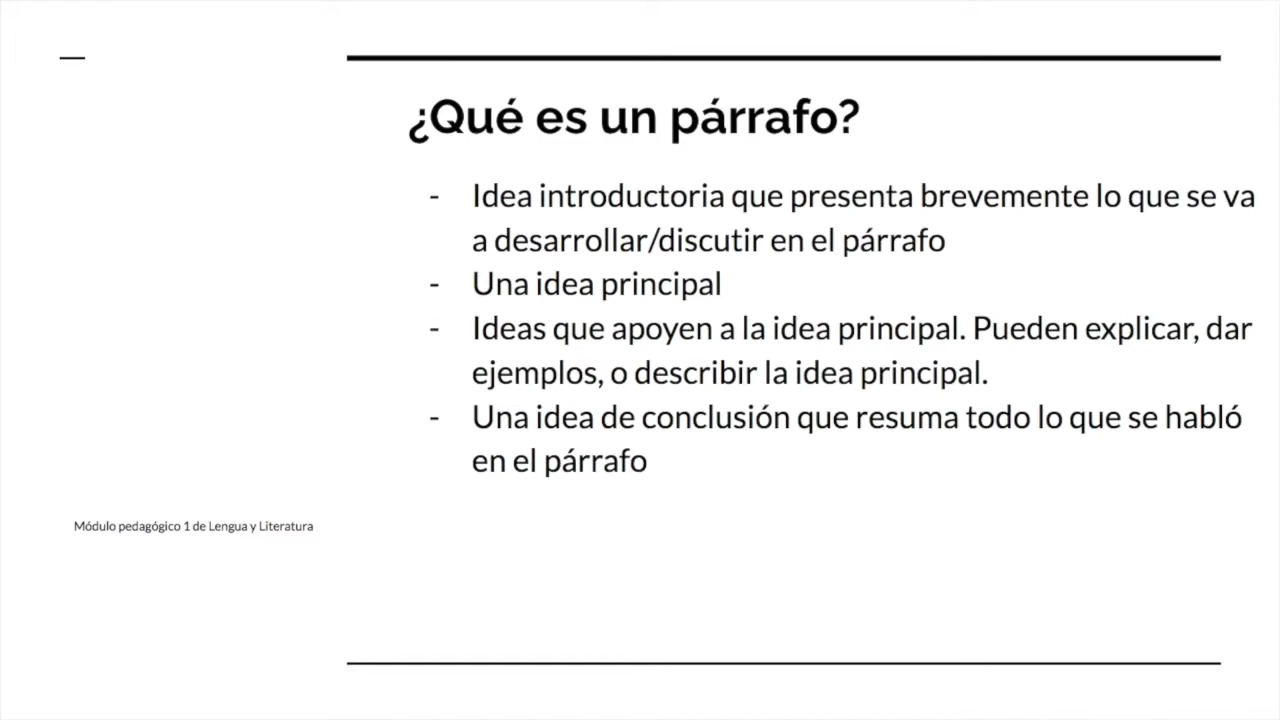 ¿Qué es un párrafo?
- Idea introductoria que presenta brevemente lo que se va
a desarrollar/discutir en el párrafo
- Una idea principal
- Ideas que apoyen a la idea principal. Pueden explicar, dar
ejemplos, o describir la idea principal.
- Una idea de conclusión que resuma todo lo que se habló
en el párrafo
Módulo pedagógico 1 de Lengua y Literatura